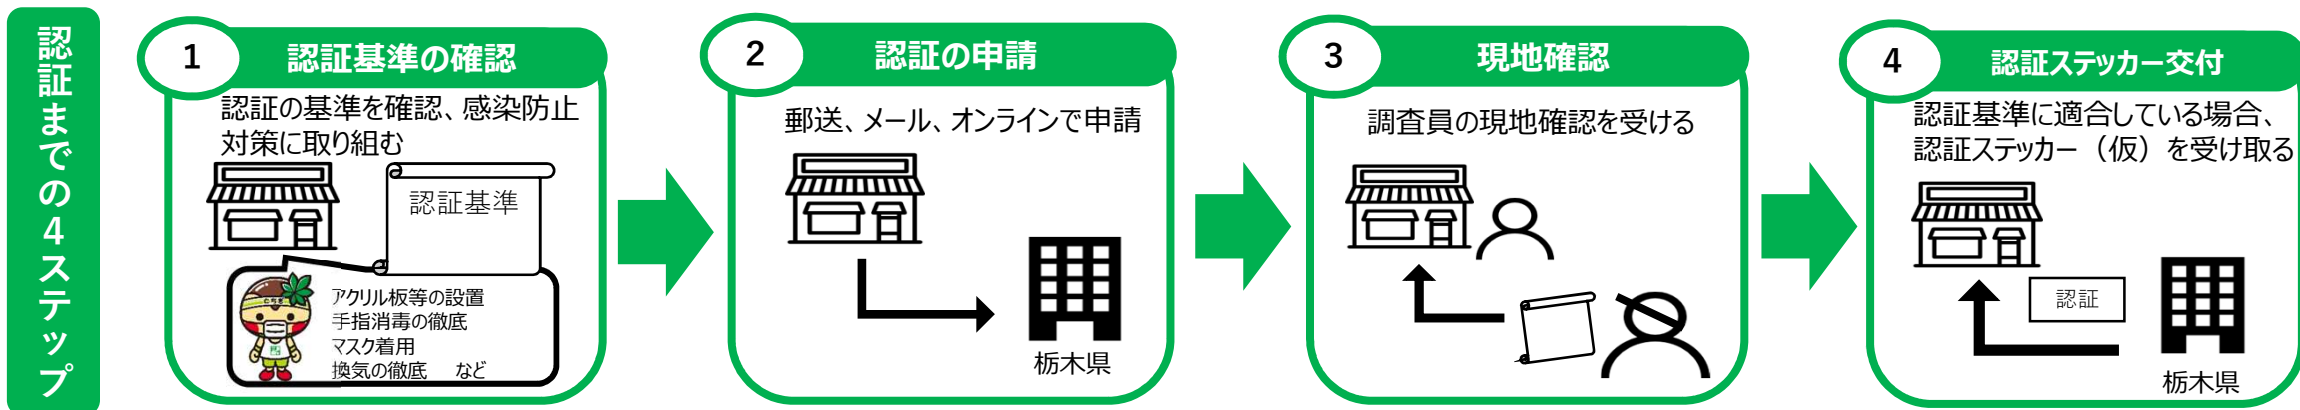 認証までの4ステップ
1
認証基準の確認
認証の基準を確認、感染防止
対策に取り組む
認証基準
とちぎ
アクリル板等の設置
手指消毒の徹底
マスク着用
換気の徹底 など
2
認証の申請
郵送、メール、オンラインで申請
栃木県
3
現地確認
調査員の現地確認を受ける
4
認証ステッカー交付
認証基準に適合している場合、
認証ステッカー（仮）を受け取る
認証
栃木県